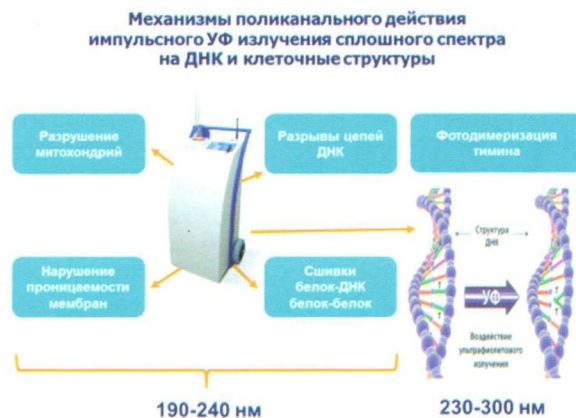 Механизмы поликанального действия
импульсного УФ излучения сплошного спектра
на ДНК и клеточные структуры
Разрушение
митохондрий
Разрывы цепей
ДНК
Фотодимеризация
тимина
Структура
ДНК
Нарушение
проницаемости
мембран
Сшивки
белок-ДНК
белок-белок
Т
Т
УФ
Т
Т
Воздействие
ультрафиолетового
излучения
190-240 нм
230-300 нм